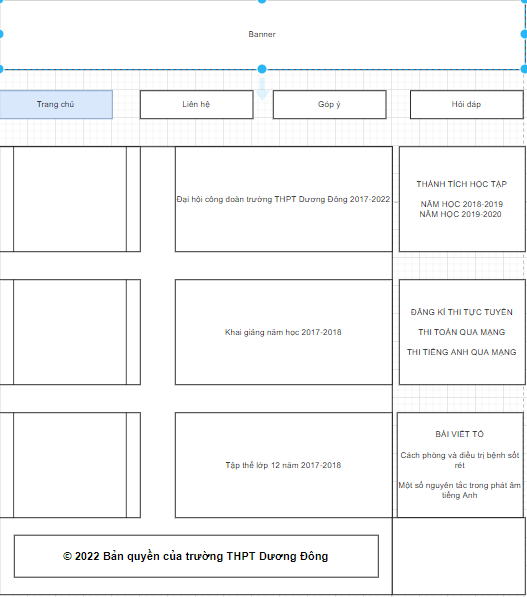 Banner
Trang chủ
Liên hệ
Góp ý
Hỏi đáp
Đại hội công đoàn trường THPT Dương Đông 2017-2022
THÀNH TÍCH HỌC TẬP
NĂM HỌC 2018-2019
NĂM HỌC 2019-2020
Khai giảng năm học 2017-2018
ĐĂNG KÍ THI TRỰC TUYẾN
THI TOÁN QUA MẠNG
THI TIẾNG ANH QUA MẠNG
Tập thể lớp 12 năm 2017-2018
BÀI VIẾT TỔ
Cách phòng và điều trị bệnh sốt
rét
Một số nguyên tắc trong phát âm
tiếng Anh
© 2022 Bản quyền của trường THPT Dương Đông